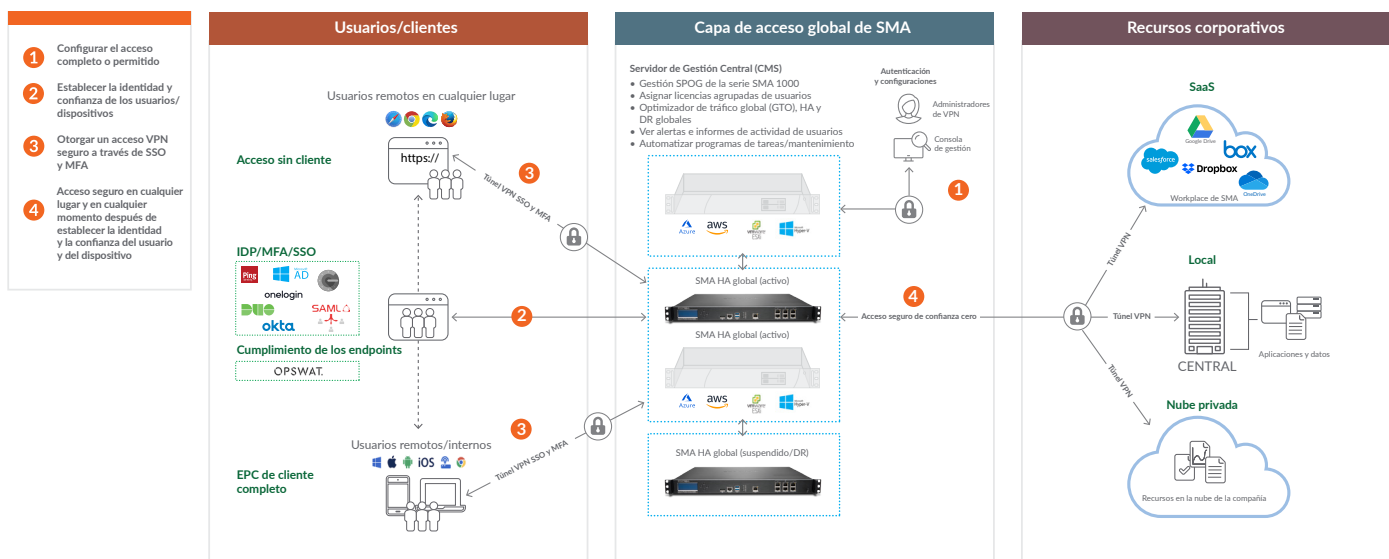 1
Configurar el acceso
completo o permitido
2
Establecer la identidad y
confianza de los usuarios/
dispositivos
3
Otorgar un acceso VPN
seguro a través de SSO
y MFA
4
Acceso seguro en cualquier
lugar y en cualquier
momento después de
establecer la identidad
y la confianza del usuario
y del dispositivo
Usuarios/clientes
Usuarios remotos en cualquier lugar
Acceso sin cliente
https://
3
Túnel VPN SSO y MFA
IDP/MFA/SSO
Ping
AD
onelogin
DUO
SAML
okta
2
Cumplimiento de los endpoints
OPSWAT.
Usuarios remotos/internos
iOS
3
Túnel VPN SSO y MFA
EPC de cliente
completo
Capa de acceso global de SMA
Servidor de Gestión Central (CMS)
• Gestión SPOG de la serie SMA 1000
• Asignar licencias agrupadas de usuarios
• Optimizador de tráfico global (GTO), HA y
DR globales
• Ver alertas e informes de actividad de usuarios
• Automatizar programas de tareas/mantenimiento
Autenticación
y configuraciones
Administradores
de VPN
Consola
de gestión
1
Azure
aws
vmware
ESXi
Microsoft
Hyper-V
SMA HA global (activo)
SMA HA global (activo)
Azure
aws
vmware
ESXi
Microsoft
Hyper-V
SMA HA global (suspendido/DR)
4
Acceso seguro de confianza cero
Recursos corporativos
SaaS
Google Drive
salesforce
box
Dropbox
OneDrive
Workplace de SMA
Túnel VPN
Local
Túnel VPN
CENTRAL
Aplicaciones y datos
Túnel VPN
Nube privada
Recursos en la nube de la compañía